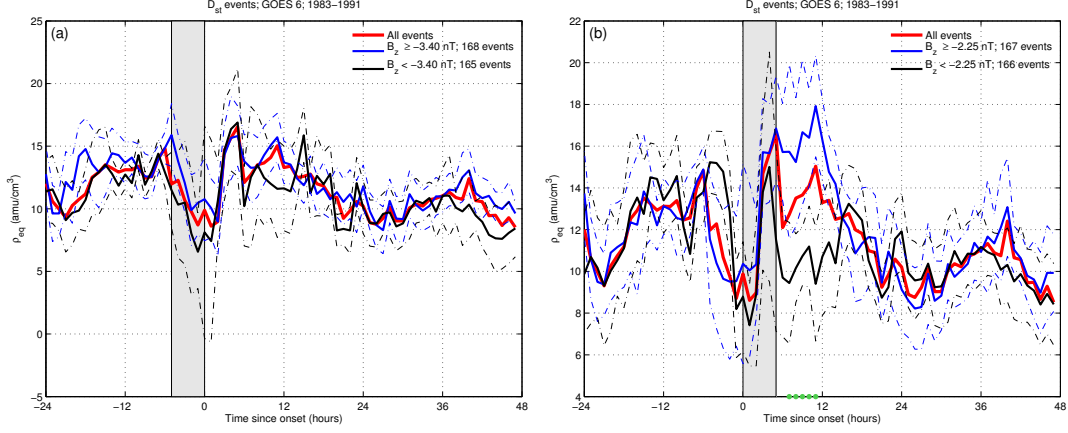 D_st events; GOES 6; 1983−1991
(a)
All events
B_z ≥ −3.40 nT; 168 events
B_z < −3.40 nT; 165 events
ρ_eq (amu/cm³)
25
20
15
10
5
0
−5
−24
−12
0
12
24
36
48
Time since onset (hours)
D_st events; GOES 6; 1983−1991
(b)
All events
B_z ≥ −2.25 nT; 167 events
B_z < −2.25 nT; 166 events
ρ_eq (amu/cm³)
22
20
18
16
14
12
10
8
6
4
−24
−12
0
12
24
36
48
Time since onset (hours)